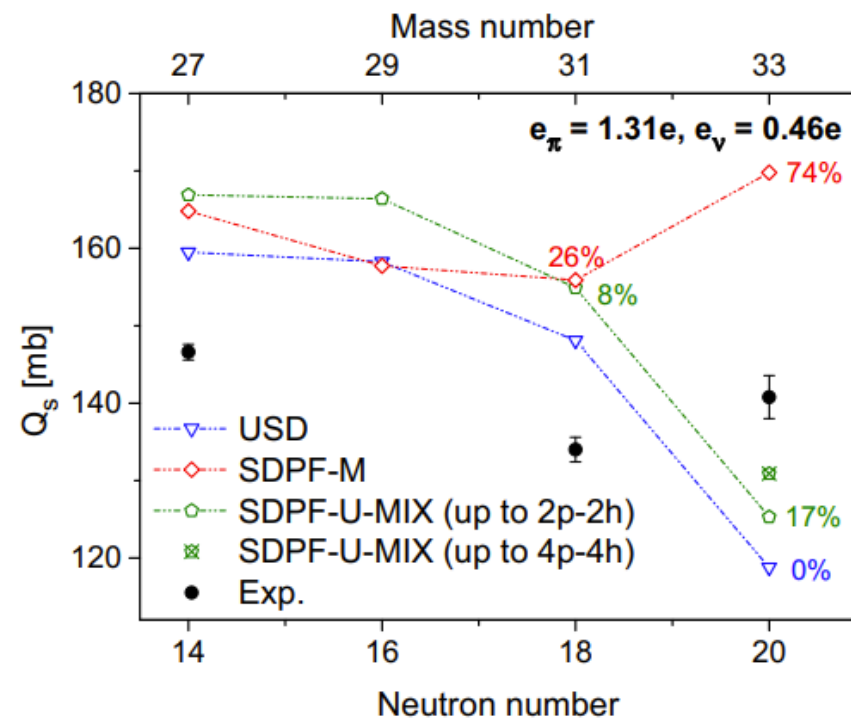 Mass number
27 29 31 33
180
e_π = 1.31e, e_ν = 0.46e
74%
160
26%
8%
Q_s [mb]
140
USD
SDPF-M
SDPF-U-MIX (up to 2p-2h)
17%
SDPF-U-MIX (up to 4p-4h)
120
0%
Exp.
14 16 18 20
Neutron number